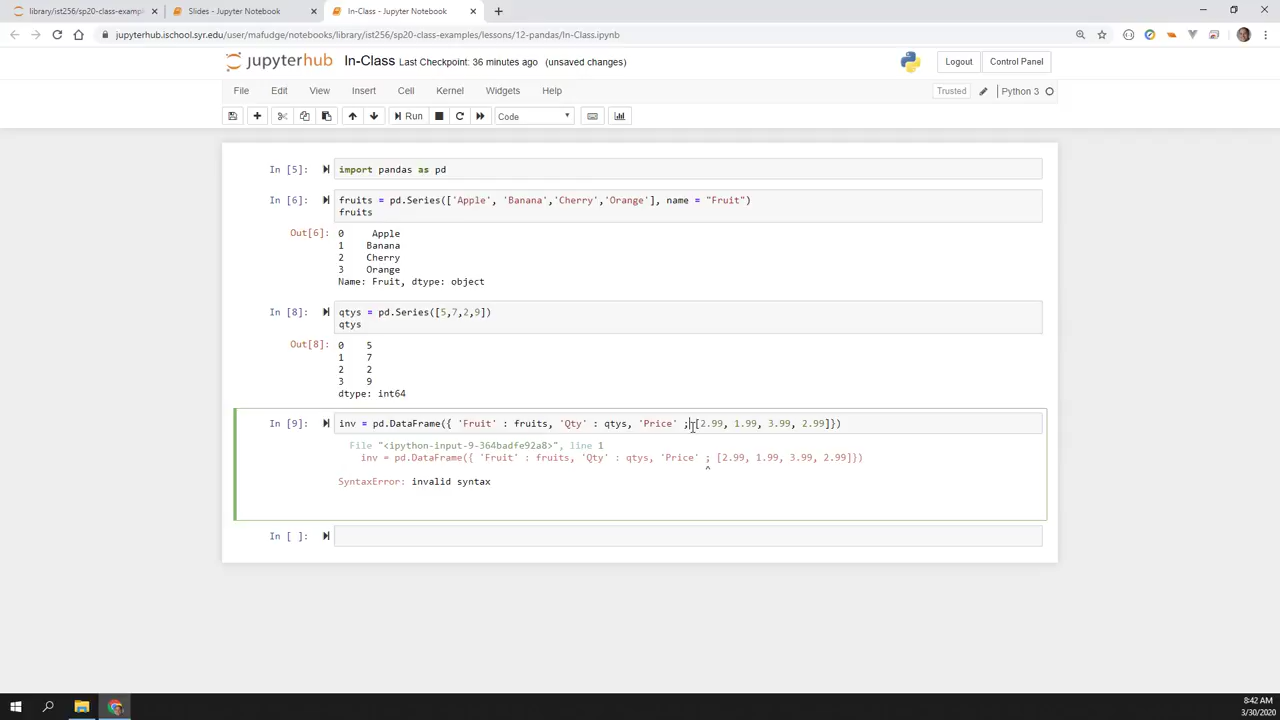 library/ist256/sp20-class-exampl
Slides - Jupyter Notebook
In-Class - Jupyter Notebook
jupyterhub.ischool.syr.edu/user/mafudge/notebooks/library/ist256/sp20-class-examples/lessons/12-pandas/In-Class.ipynb
jupyterhub In-Class Last Checkpoint: 36 minutes ago (unsaved changes) Logout Control Panel
File Edit View Insert Cell Kernel Widgets Help Trusted Python 3
Run Code
In [5]: import pandas as pd
In [6]: fruits = pd.Series(['Apple', 'Banana','Cherry','Orange'], name = "Fruit")
fruits
Out[6]: 0 Apple
1 Banana
2 Cherry
3 Orange
Name: Fruit, dtype: object
In [8]: qtys = pd.Series([5,7,2,9])
qtys
Out[8]: 0 5
1 7
2 2
3 9
dtype: int64
In [9]: inv = pd.DataFrame({ 'Fruit' : fruits, 'Qty' : qtys, 'Price' ; [2.99, 1.99, 3.99, 2.99]})
File "<ipython-input-9-364badfe92a8>", line 1
inv = pd.DataFrame({ 'Fruit' : fruits, 'Qty' : qtys, 'Price' ; [2.99, 1.99, 3.99, 2.99]})
^
SyntaxError: invalid syntax
In [ ]:
8:42 AM
3/30/2020